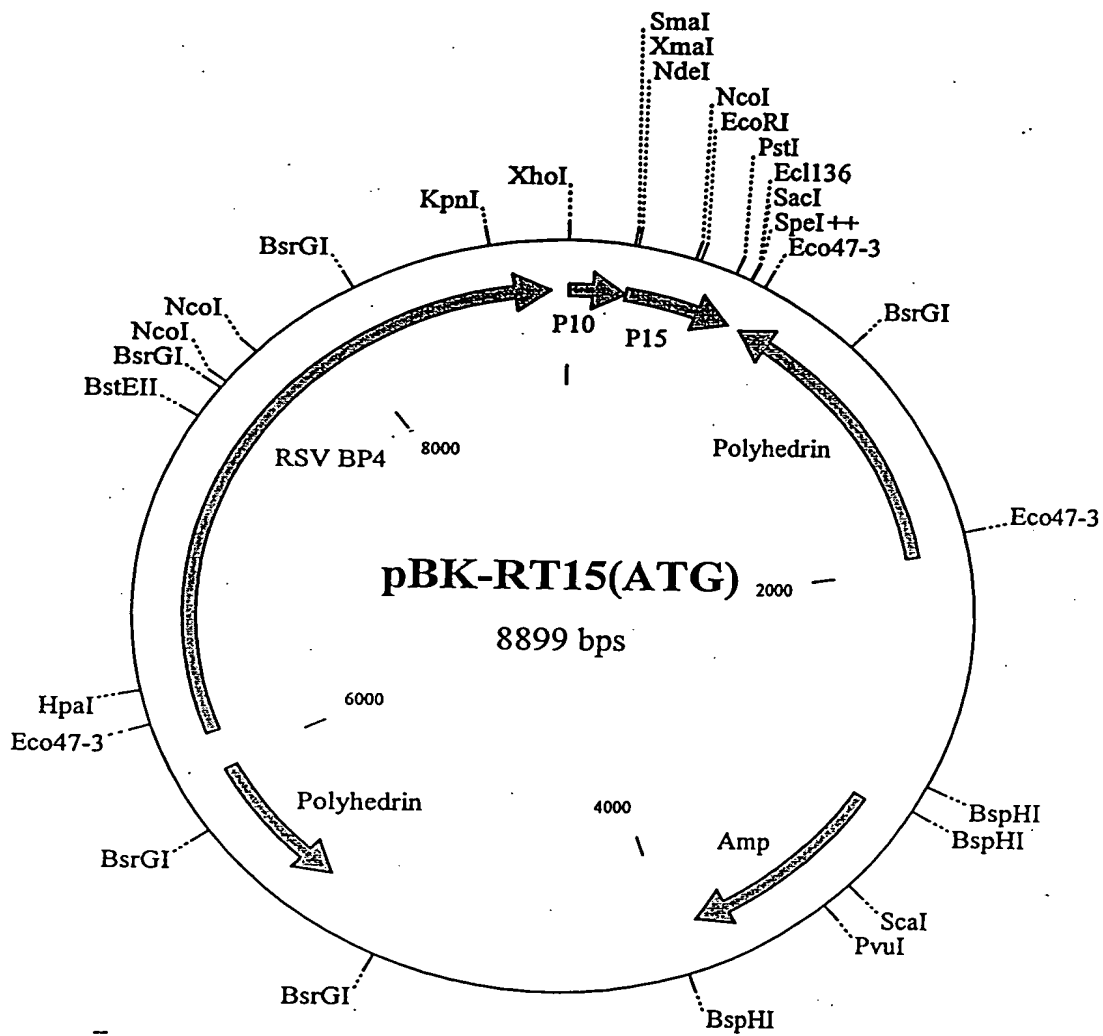 SmaI
XmaI
NdeI
NcoI
EcoRI
PstI
Ecl136
SacI
SpeI++
Eco47-3
XhoI
KpnI
BsrGI
NcoI
NcoI
BsrGI
BstEII
BsrGI
P10
P15
Polyhedrin
RSV BP4
8000
Eco47-3
pBK-RT15(ATG)
2000
8899 bps
HpaI
6000
Eco47-3
Polyhedrin
4000
Amp
BspHI
BspHI
BsrGI
ScaI
PvuI
BsrGI
BspHI